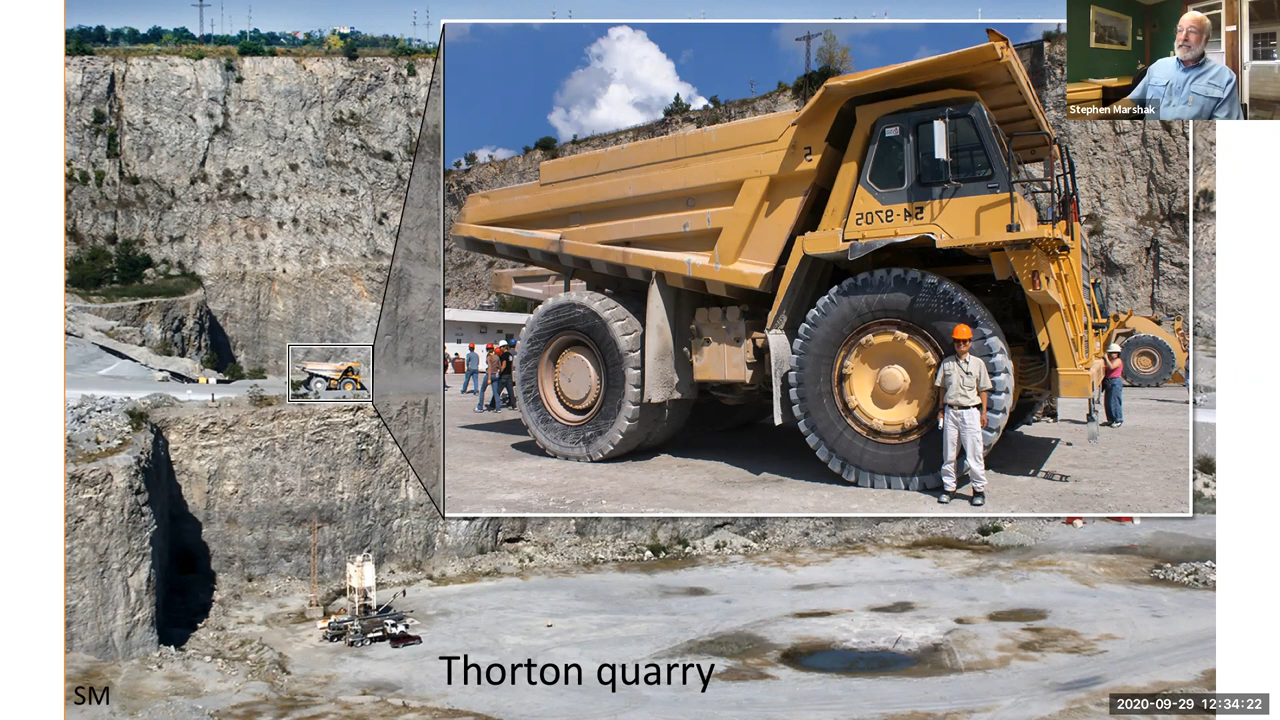 Stephen Marshak
5
54-9705
Thorton quarry
SM
2020-09-29 12:34:22